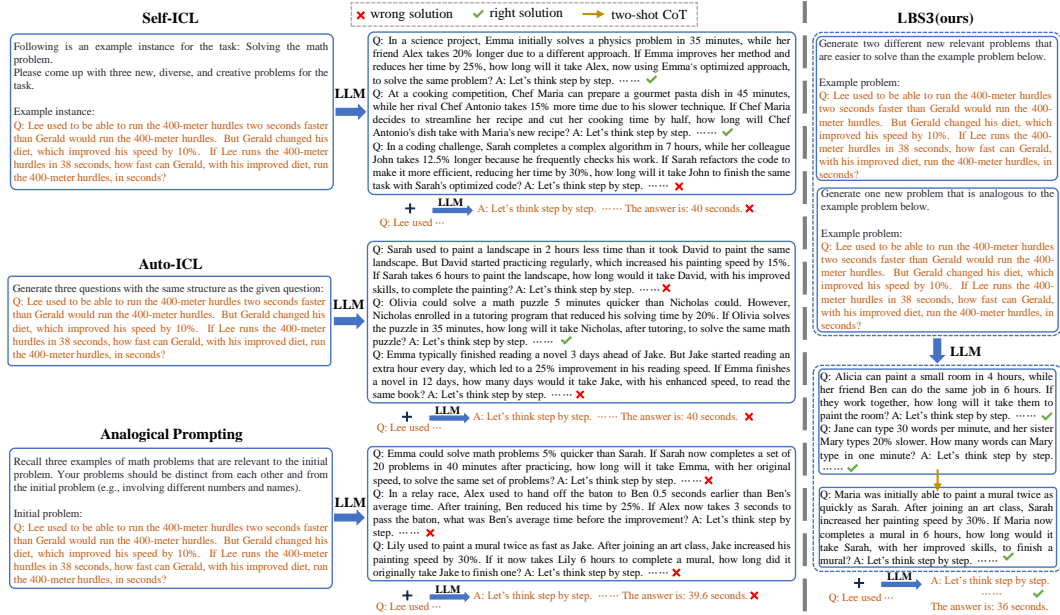 Self-ICL
wrong solution
right solution
two-shot CoT
LBS3(ours)
Following is an example instance for the task: Solving the math
problem.
Please come up with three new, diverse, and creative problems for the
task.
Example instance:
Q: Lee used to be able to run the 400-meter hurdles two seconds faster
than Gerald would run the 400-meter hurdles. But Gerald changed his
diet, which improved his speed by 10%. If Lee runs the 400-meter
hurdles in 38 seconds, how fast can Gerald, with his improved diet, run
the 400-meter hurdles, in seconds?
LLM
Q: In a science project, Emma initially solves a physics problem in 35 minutes, while her
friend Alex takes 20% longer due to a different approach. If Emma improves her method and
reduces her time by 25%, how long will it take Alex, now using Emma's optimized approach,
to solve the same problem? A: Let's think step by step. ⋯⋯
Q: At a cooking competition, Chef Maria can prepare a gourmet pasta dish in 45 minutes,
while her rival Chef Antonio takes 15% more time due to his slower technique. If Chef Maria
decides to streamline her recipe and cut her cooking time by half, how long will Chef
Antonio's dish take with Maria's new recipe? A: Let's think step by step. ⋯⋯
Q: In a coding challenge, Sarah completes a complex algorithm in 7 hours, while her colleague
John takes 12.5% longer because he frequently checks his work. If Sarah refactors the code to
make it more efficient, reducing her time by 30%, how long will it take John to finish the same
task with Sarah's optimized code? A: Let's think step by step. ⋯⋯
+
Q: Lee used ⋯
LLM
A: Let's think step by step. ⋯⋯ The answer is: 40 seconds.
Auto-ICL
Generate three questions with the same structure as the given question:
Q: Lee used to be able to run the 400-meter hurdles two seconds faster
than Gerald would run the 400-meter hurdles. But Gerald changed his
diet, which improved his speed by 10%. If Lee runs the 400-meter
hurdles in 38 seconds, how fast can Gerald, with his improved diet, run
the 400-meter hurdles, in seconds?
LLM
Q: Sarah used to paint a landscape in 2 hours less time than it took David to paint the same
landscape. But David started practicing regularly, which increased his painting speed by 15%.
If Sarah takes 6 hours to paint the landscape, how long would it take David, with his improved
skills, to complete the painting? A: Let's think step by step. ⋯⋯
Q: Olivia could solve a math puzzle 5 minutes quicker than Nicholas could. However,
Nicholas enrolled in a tutoring program that reduced his solving time by 20%. If Olivia solves
the puzzle in 35 minutes, how long will it take Nicholas, after tutoring, to solve the same math
puzzle? A: Let's think step by step. ⋯⋯
Q: Emma typically finished reading a novel 3 days ahead of Jake. But Jake started reading an
extra hour every day, which led to a 25% improvement in his reading speed. If Emma finishes
a novel in 12 days, how many days would it take Jake, with his enhanced speed, to read the
same book? A: Let's think step by step. ⋯⋯
+
Q: Lee used ⋯
LLM
A: Let's think step by step. ⋯⋯ The answer is: 40 seconds.
Analogical Prompting
Recall three examples of math problems that are relevant to the initial
problem. Your problems should be distinct from each other and from
the initial problem (e.g., involving different numbers and names).
Initial problem:
Q: Lee used to be able to run the 400-meter hurdles two seconds faster
than Gerald would run the 400-meter hurdles. But Gerald changed his
diet, which improved his speed by 10%. If Lee runs the 400-meter
hurdles in 38 seconds, how fast can Gerald, with his improved diet, run
the 400-meter hurdles, in seconds?
LLM
Q: Emma could solve math problems 5% quicker than Sarah. If Sarah now completes a set of
20 problems in 40 minutes after practicing, how long will it take Emma, with her original
speed, to solve the same set of problems? A: Let's think step by step. ⋯⋯
Q: In a relay race, Alex used to hand off the baton to Ben 0.5 seconds earlier than Ben's
average time. After training, Ben reduced his time by 25%. If Alex now takes 3 seconds to
pass the baton, what was Ben's average time before the improvement? A: Let's think step by
step. ⋯⋯
Q: Lily used to paint a mural twice as fast as Jake. After joining an art class, Jake increased his
painting speed by 30%. If it now takes Lily 6 hours to complete a mural, how long did it
originally take Jake to finish one? A: Let's think step by step. ⋯⋯
+
Q: Lee used ⋯
LLM
A: Let's think step by step. ⋯⋯ The answer is: 39.6 seconds.
Generate two different new relevant problems that
are easier to solve than the example problem below.
Example problem:
Q: Lee used to be able to run the 400-meter hurdles
two seconds faster than Gerald would run the 400-
meter hurdles. But Gerald changed his diet, which
improved his speed by 10%. If Lee runs the 400-
meter hurdles in 38 seconds, how fast can Gerald,
with his improved diet, run the 400-meter hurdles, in
seconds?
Generate one new problem that is analogous to the
example problem below.
Example problem:
Q: Lee used to be able to run the 400-meter hurdles
two seconds faster than Gerald would run the 400-
meter hurdles. But Gerald changed his diet, which
improved his speed by 10%. If Lee runs the 400-
meter hurdles in 38 seconds, how fast can Gerald,
with his improved diet, run the 400-meter hurdles, in
seconds?
LLM
Q: Alicia can paint a small room in 4 hours, while
her friend Ben can do the same job in 6 hours. If
they work together, how long will it take them to
paint the room? A: Let's think step by step. ⋯⋯
Q: Jane can type 30 words per minute, and her sister
Mary types 20% slower. How many words can Mary
type in one minute? A: Let's think step by step.
⋯⋯
Q: Maria was initially able to paint a mural twice as
quickly as Sarah. After joining an art class, Sarah
increased her painting speed by 30%. If Maria now
completes a mural in 6 hours, how long would it
take Sarah, with her improved skills, to finish a
mural? A: Let's think step by step. ⋯⋯
+
Q: Lee used ⋯
LLM
A: Let's think step by step.
⋯⋯
The answer is: 36 seconds.